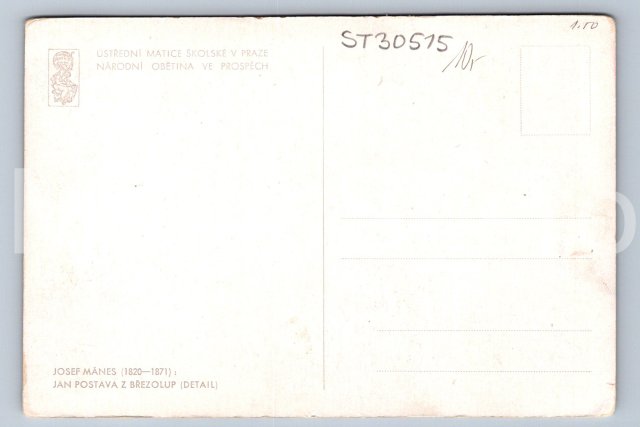 ÚSTŘEDNÍ MATICE ŠKOLSKÉ V PRAZE
NÁRODNÍ OBĚTINA VE PROSPĚCH
ST30515
1.50
JOSEF MÁNES (1820—1871):
JAN POSTAVA Z BŘEZOLUP (DETAIL)